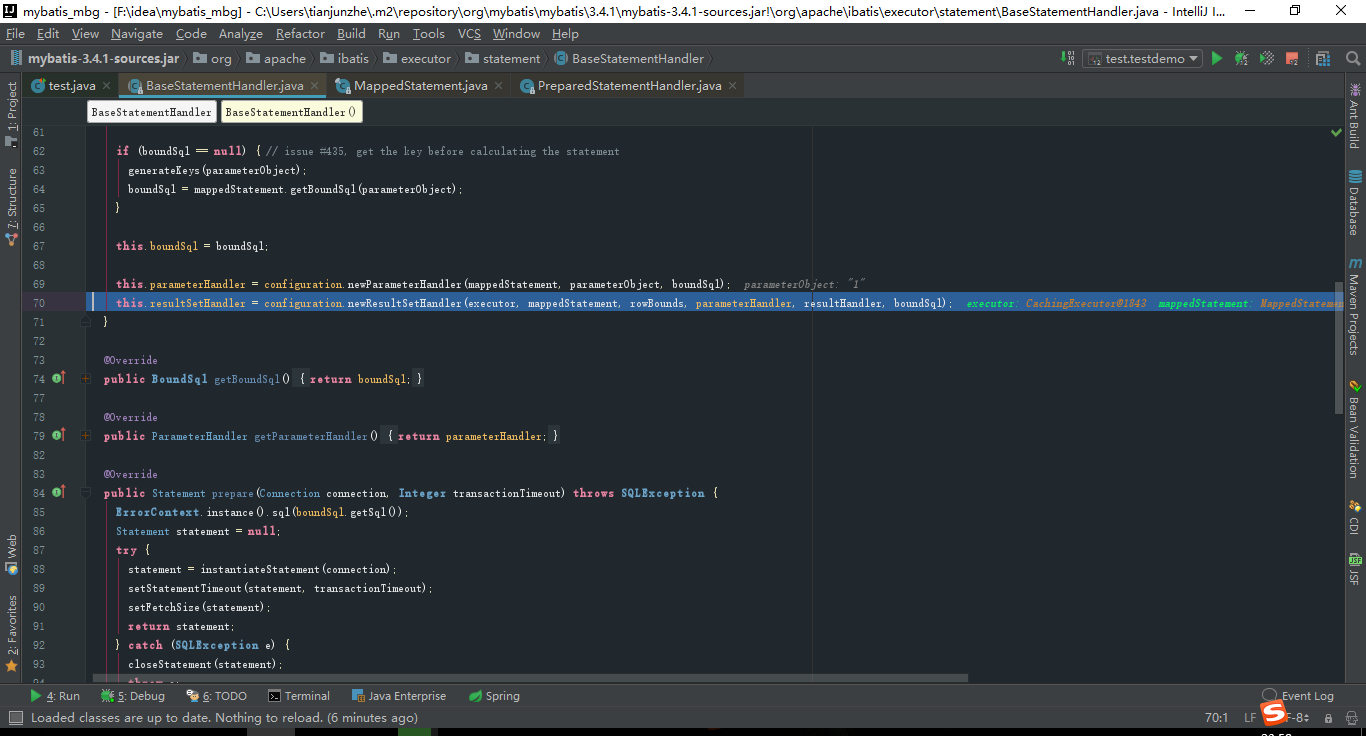 mybatis_mbg - [F:\idea\mybatis_mbg] - C:\Users\tianjunzhe\.m2\repository\org\mybatis\mybatis\3.4.1\mybatis-3.4.1-sources.jar!\org\apache\ibatis\executor\statement\BaseStatementHandler.java - IntelliJ I...
File Edit View Navigate Code Analyze Refactor Build Run Tools VCS Window Help
mybatis-3.4.1-sources.jar org apache ibatis executor statement BaseStatementHandler test.testdemo
test.java BaseStatementHandler.java MappedStatement.java PreparedStatementHandler.java
BaseStatementHandler BaseStatementHandler()
61
62 if (boundSql == null) { // issue #435, get the key before calculating the statement
63 generateKeys(parameterObject);
64 boundSql = mappedStatement.getBoundSql(parameterObject);
65 }
66
67 this.boundSql = boundSql;
68
69 this.parameterHandler = configuration.newParameterHandler(mappedStatement, parameterObject, boundSql); parameterObject: "1"
70 this.resultSetHandler = configuration.newResultSetHandler(executor, mappedStatement, rowBounds, parameterHandler, resultHandler, boundSql); executor: CachingExecutor@1843 mappedStatement: MappedStatemen
71 }
72
73 @Override
74 public BoundSql getBoundSql() { return boundSql; }
77
78 @Override
79 public ParameterHandler getParameterHandler() { return parameterHandler; }
82
83 @Override
84 public Statement prepare(Connection connection, Integer transactionTimeout) throws SQLException {
85 ErrorContext.instance().sql(boundSql.getSql());
86 Statement statement = null;
87 try {
88 statement = instantiateStatement(connection);
89 setStatementTimeout(statement, transactionTimeout);
90 setFetchSize(statement);
91 return statement;
92 } catch (SQLException e) {
93 closeStatement(statement);
1: Project
7: Structure
Web
2: Favorites
Ant Build
Database
Maven Projects
Bean Validation
CDI
JSF
4: Run 5: Debug 6: TODO Terminal Java Enterprise Spring Event Log
Loaded classes are up to date. Nothing to reload. (6 minutes ago) 70:1 LF F-8